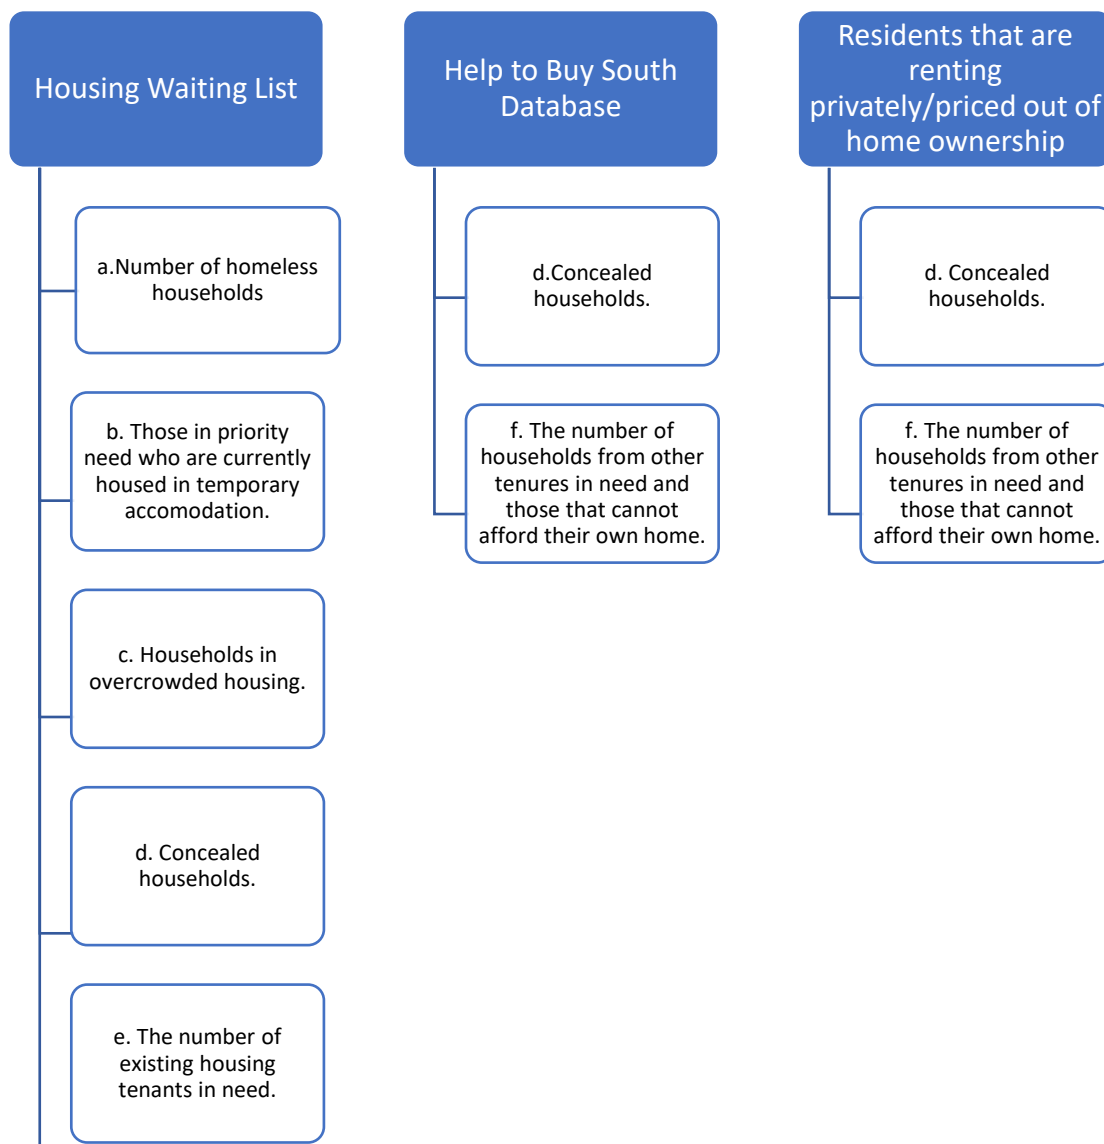 Housing Waiting List
a.Number of homeless
households
b. Those in priority
need who are currently
housed in temporary
accomodation.
c. Households in
overcrowded housing.
d. Concealed
households.
e. The number of
existing housing
tenants in need.
Help to Buy South
Database
d.Concealed
households.
f. The number of
households from other
tenures in need and
those that cannot
afford their own home.
Residents that are
renting
privately/priced out of
home ownership
d. Concealed
households.
f. The number of
households from other
tenures in need and
those that cannot
afford their own home.